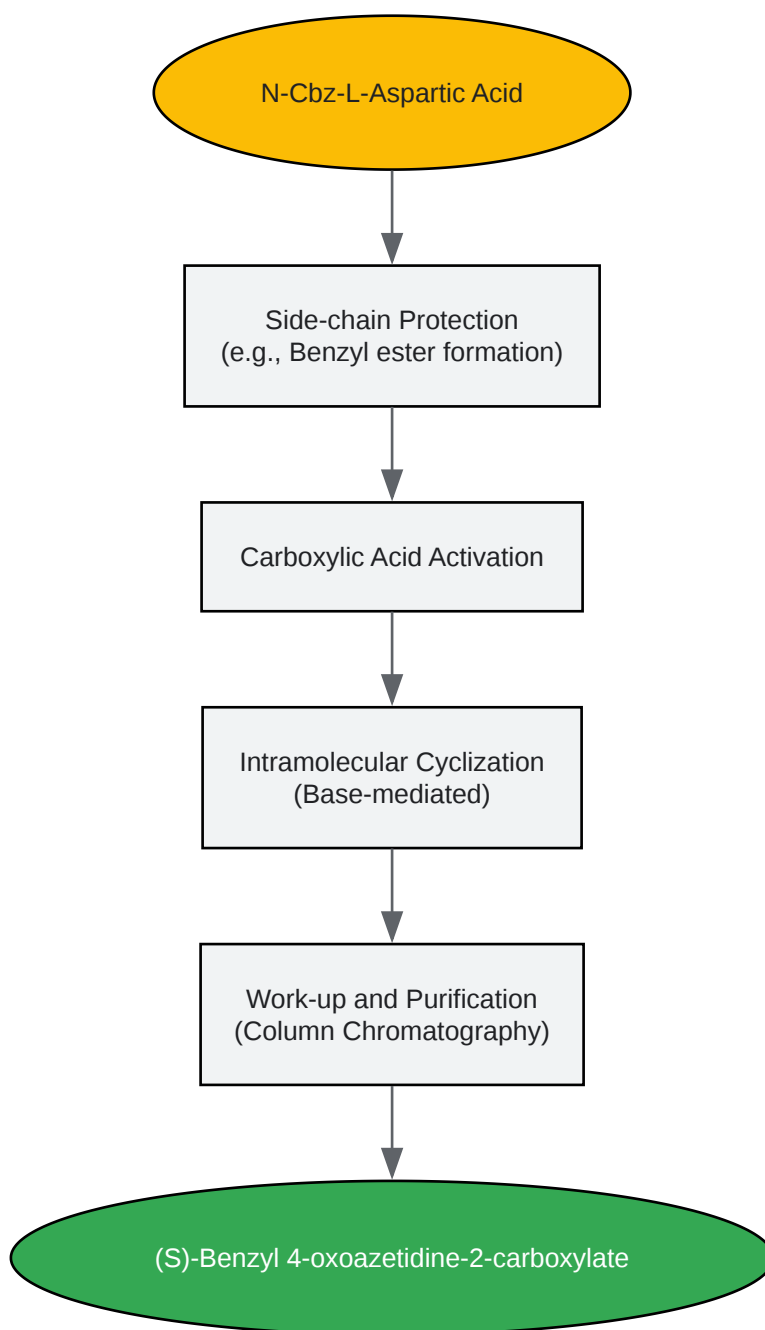 N-Cbz-L-Aspartic Acid
Side-chain Protection
(e.g., Benzyl ester formation)
Carboxylic Acid Activation
Intramolecular Cyclization
(Base-mediated)
Work-up and Purification
(Column Chromatography)
(S)-Benzyl 4-oxoazetidine-2-carboxylate